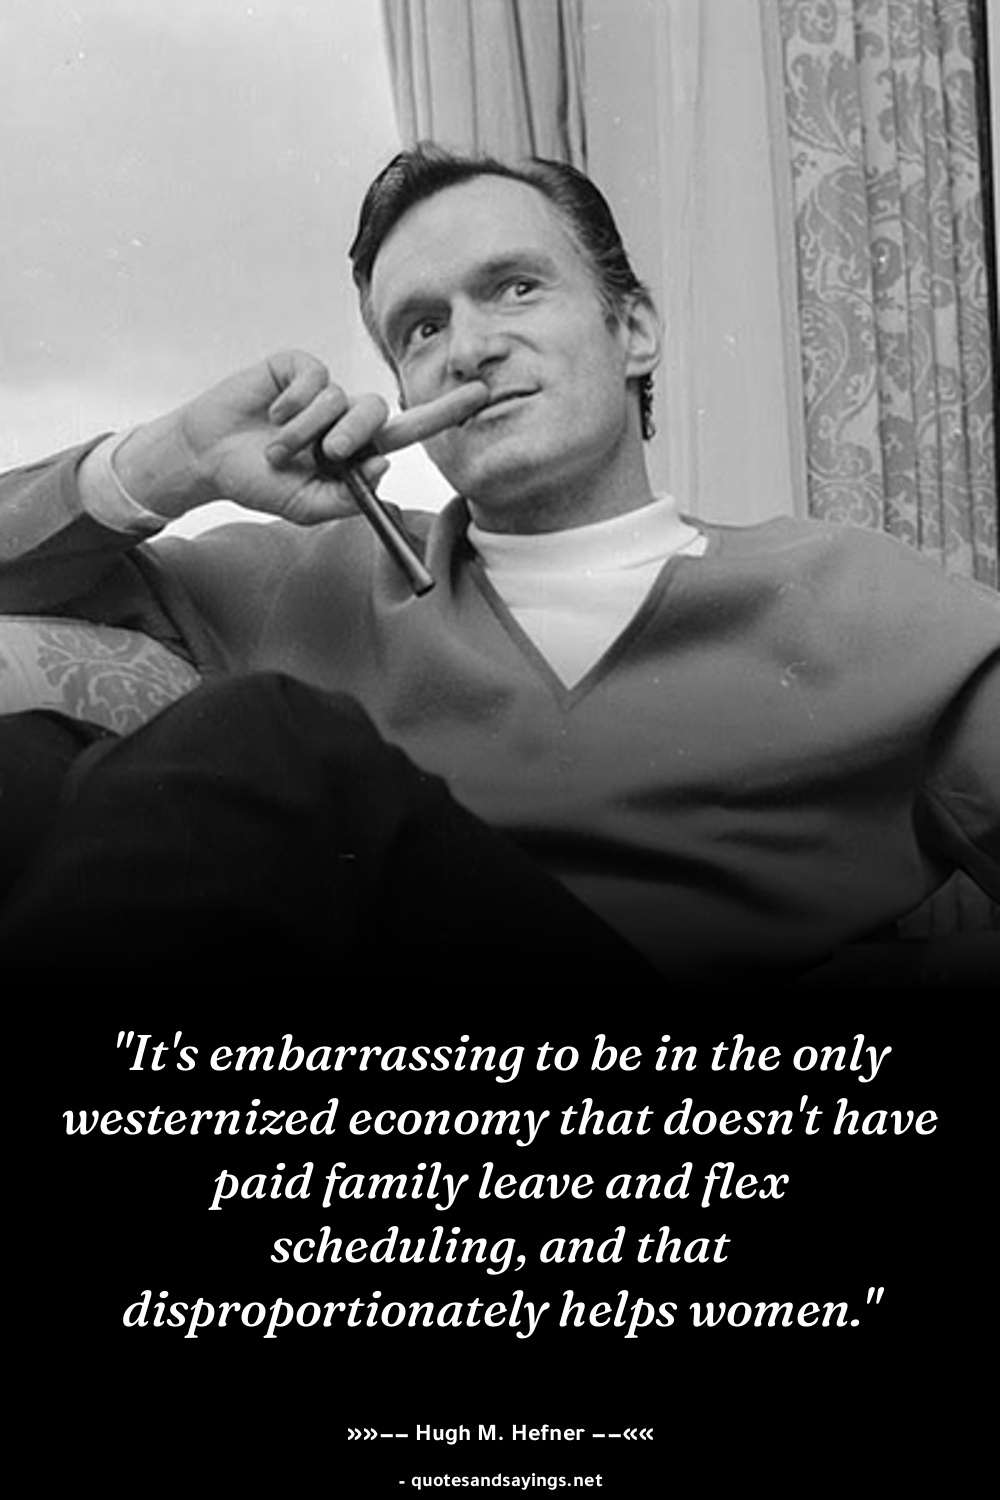 "It's embarrassing to be in the only
westernized economy that doesn't have
paid family leave and flex
scheduling, and that
disproportionately helps women."
»»–– Hugh M. Hefner ––««
- quotesandsayings.net